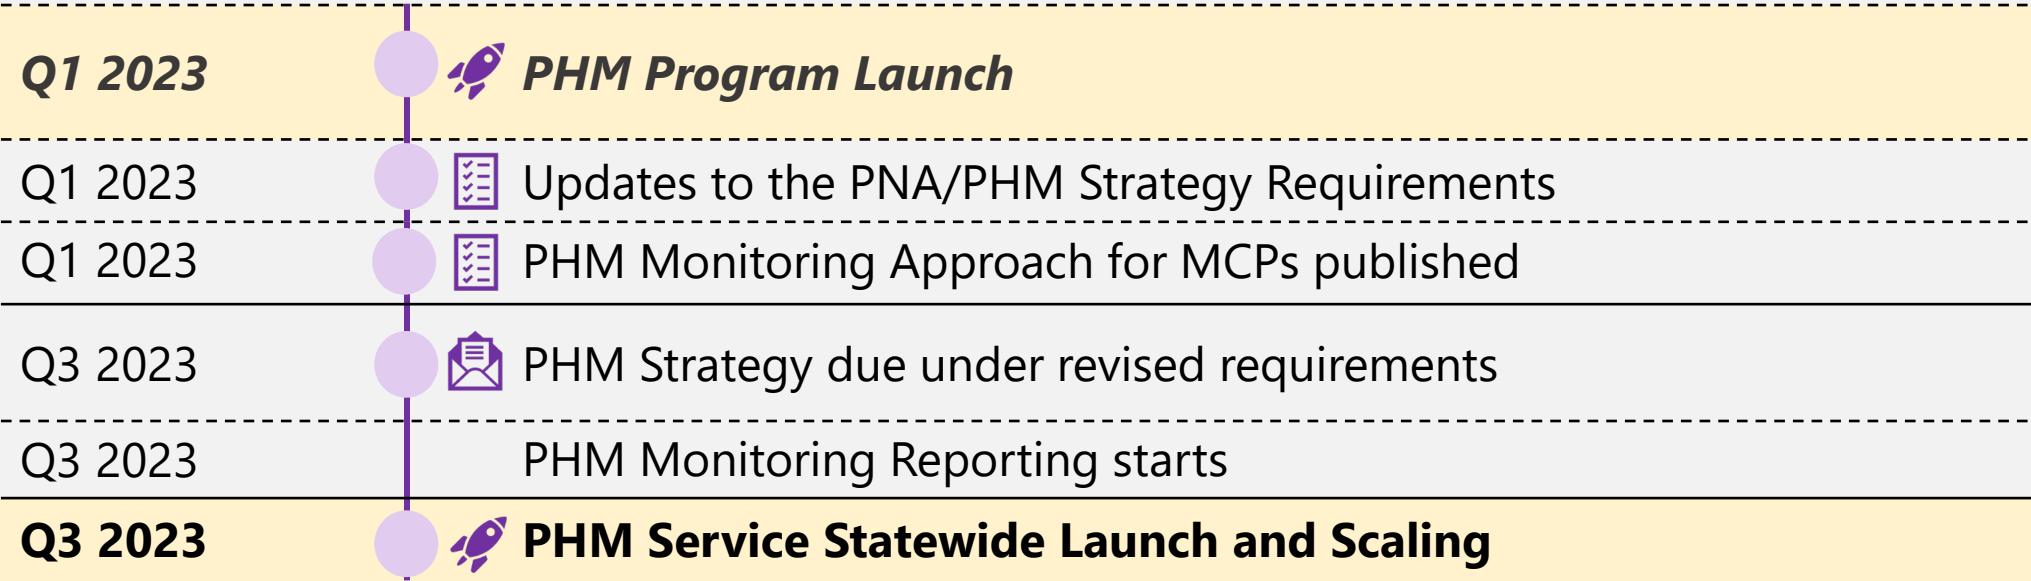 Q1 2023 PHM Program Launch
Q1 2023 Updates to the PNA/PHM Strategy Requirements
Q1 2023 PHM Monitoring Approach for MCPs published
Q3 2023 PHM Strategy due under revised requirements
Q3 2023 PHM Monitoring Reporting starts
Q3 2023 PHM Service Statewide Launch and Scaling